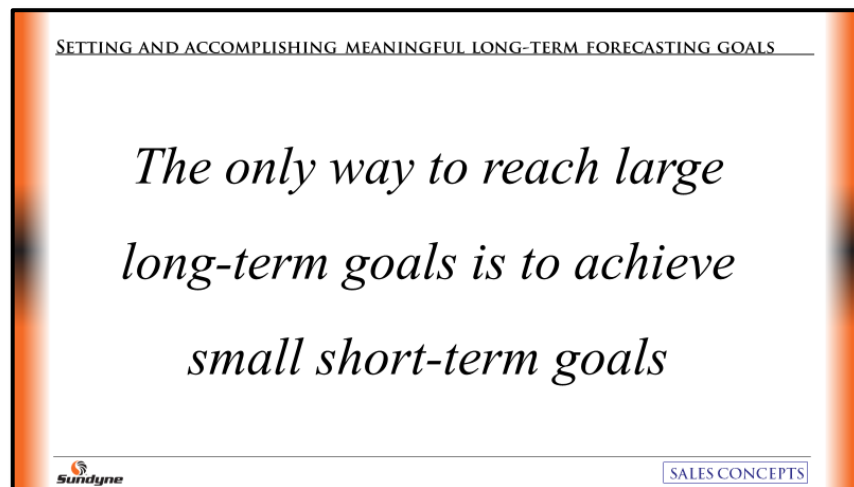 SETTING AND ACCOMPLISHING MEANINGFUL LONG-TERM FORECASTING GOALS
The only way to reach large
long-term goals is to achieve
small short-term goals
Sundyne
SALES CONCEPTS